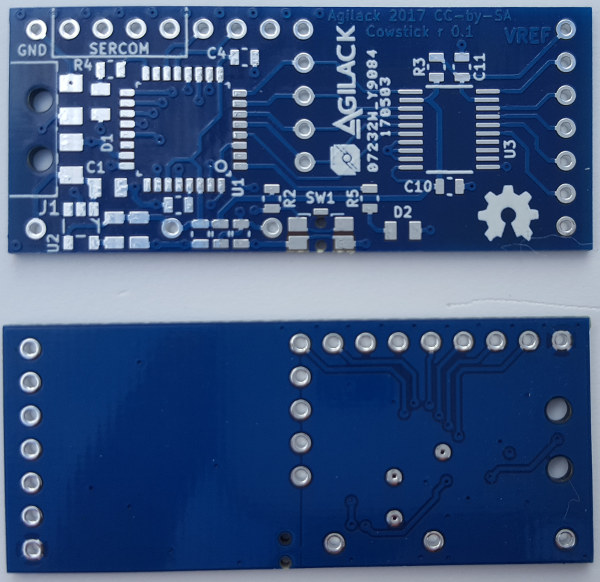 Agilack 2017 CC-by-SA
Cowstick r 0.1
VREF
GND
SERCOM
R4
C4
AGILACK
07232W_Y9084
170503
R3
C11
D1
U3
C1
U1
C10
R2
SW1
R5
J1
D2
U2